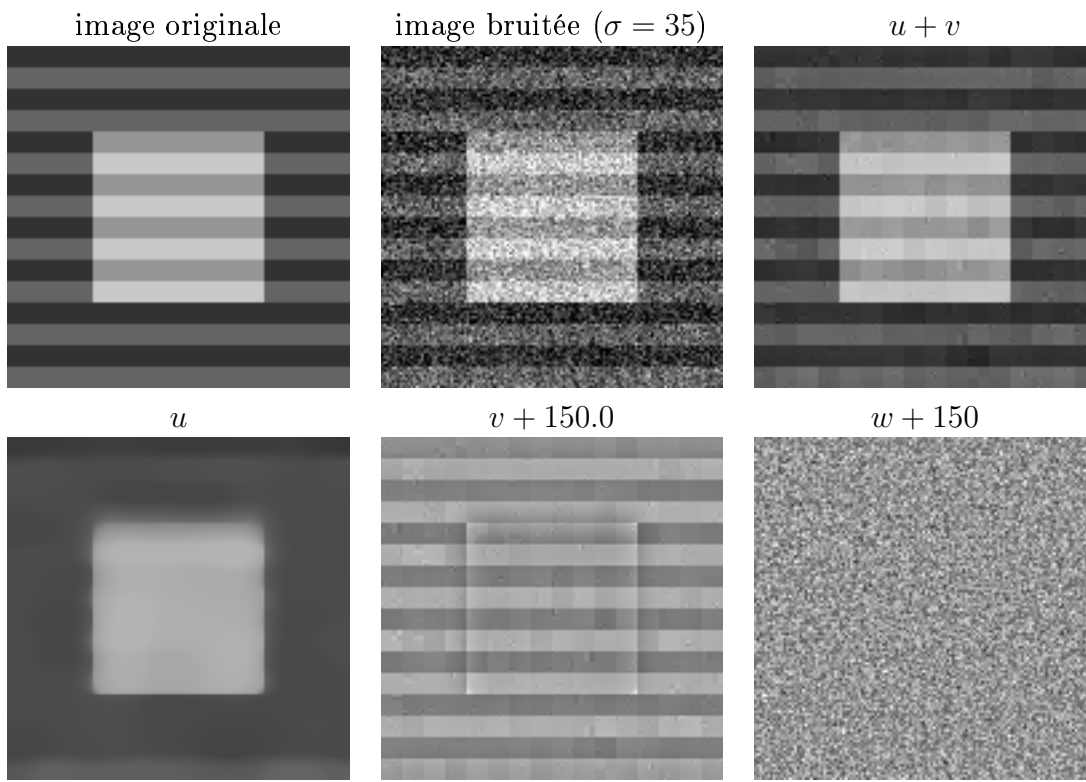 image originale
image bruitée (σ = 35)
u + v
u
v + 150.0
w + 150